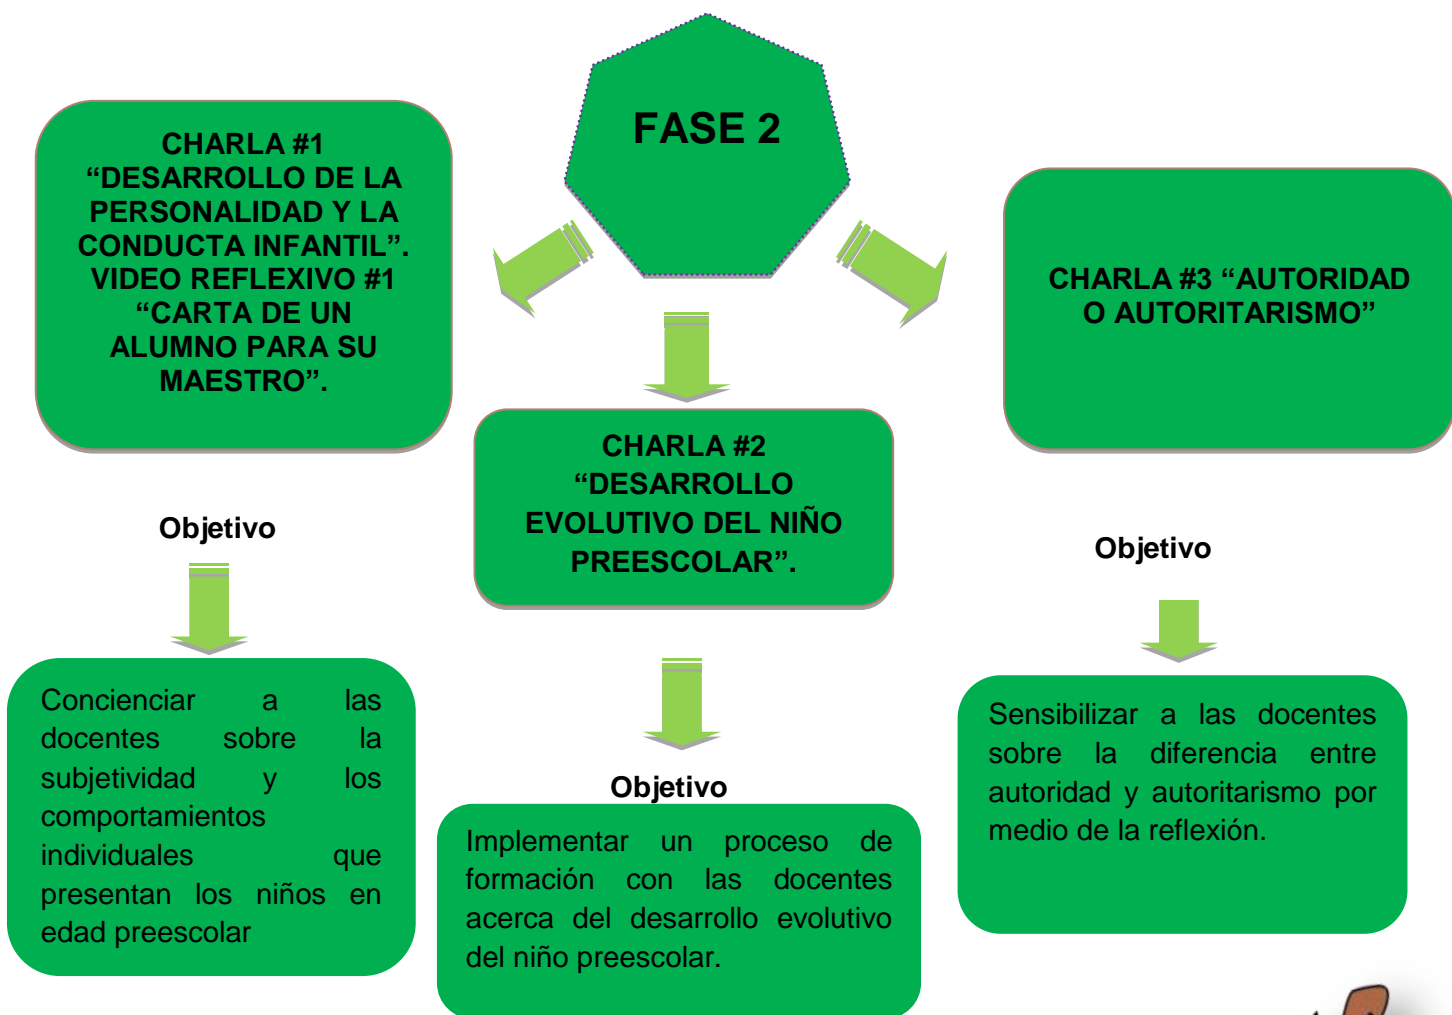 FASE 2
CHARLA #1
“DESARROLLO DE LA
PERSONALIDAD Y LA
CONDUCTA INFANTIL”.
VIDEO REFLEXIVO #1
“CARTA DE UN
ALUMNO PARA SU
MAESTRO”.
CHARLA #3 “AUTORIDAD
O AUTORITARISMO”
CHARLA #2
“DESARROLLO
EVOLUTIVO DEL NIÑO
PREESCOLAR”.
Objetivo
Concienciar a las
docentes sobre la
subjetividad y los
comportamientos
individuales que
presentan los niños en
edad preescolar
Objetivo
Implementar un proceso de
formación con las docentes
acerca del desarrollo evolutivo
del niño preescolar.
Objetivo
Sensibilizar a las docentes
sobre la diferencia entre
autoridad y autoritarismo por
medio de la reflexión.